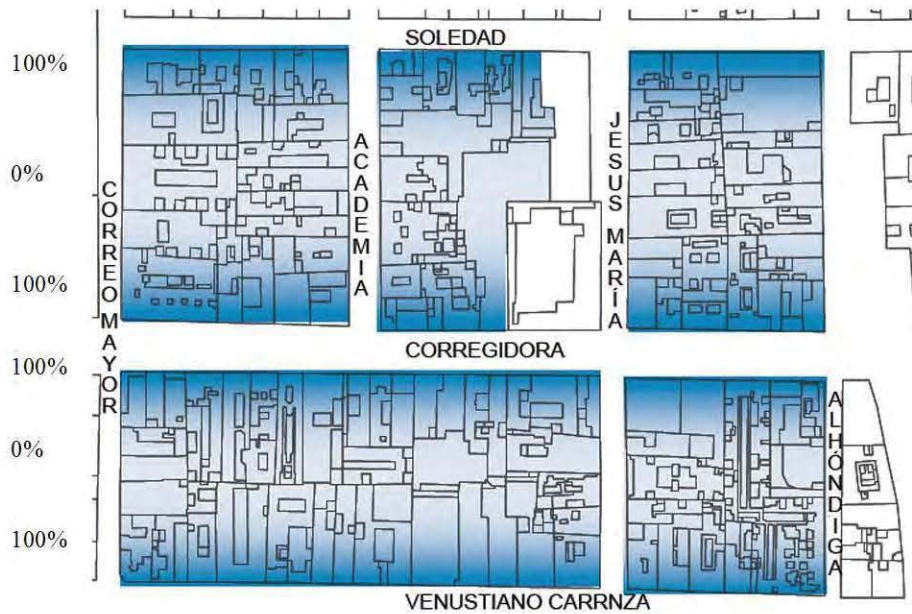 SOLEDAD
100%
0%
100%
100%
0%
100%
CORREO MAYOR
ACADEMIA
JESUS MARÍA
CORREGIDORA
ALHÓNDIGA
VENUSTIANO CARRNZA